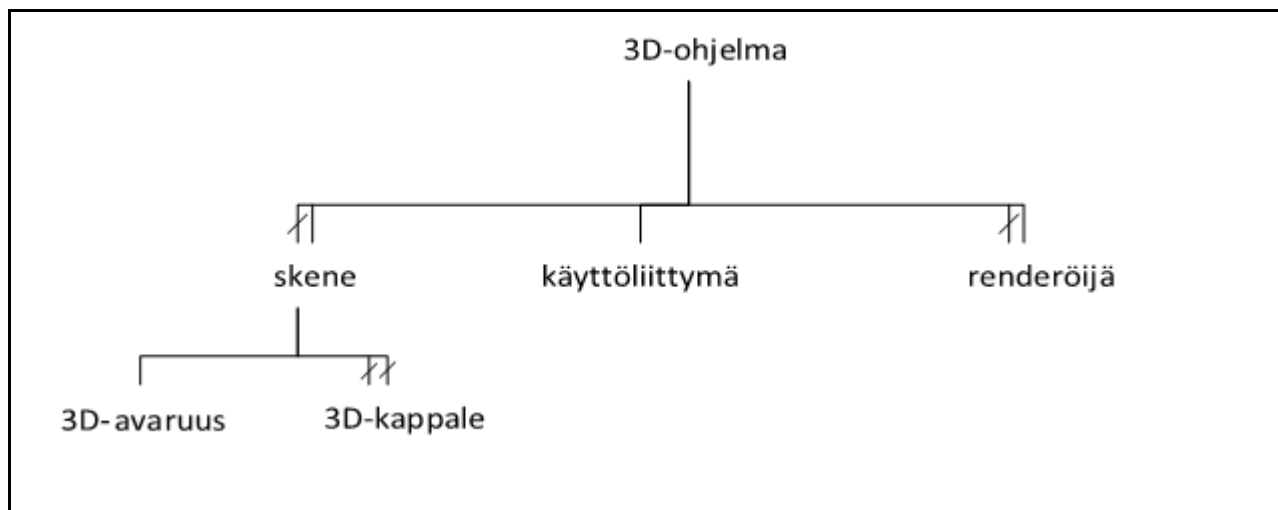 3D-ohjelma
skene käyttöliittymä renderöijä
3D-avaruus 3D-kappale